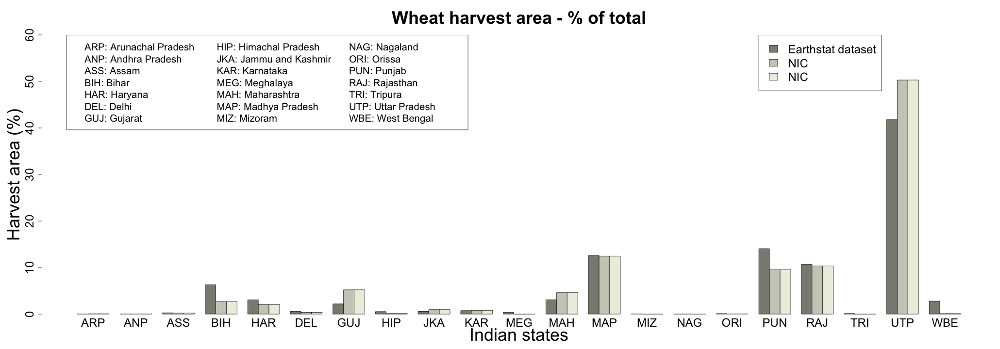 Wheat harvest area - % of total
Harvest area (%)
60
50
40
30
20
10
0
ARP: Arunachal Pradesh
ANP: Andhra Pradesh
ASS: Assam
BIH: Bihar
HAR: Haryana
DEL: Delhi
GUJ: Gujarat
HIP: Himachal Pradesh
JKA: Jammu and Kashmir
KAR: Karnataka
MEG: Meghalaya
MAH: Maharashtra
MAP: Madhya Pradesh
MIZ: Mizoram
NAG: Nagaland
ORI: Orissa
PUN: Punjab
RAJ: Rajasthan
TRI: Tripura
UTP: Uttar Pradesh
WBE: West Bengal
Earthstat dataset
NIC
NIC
ARP ANP ASS BIH HAR DEL GUJ HIP JKA KAR MEG MAH MAP MIZ NAG ORI PUN RAJ TRI UTP WBE
Indian states